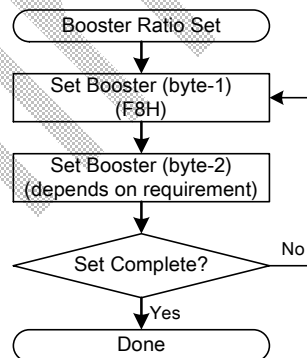 Booster Ratio Set
Set Booster (byte-1)
(F8H)
Set Booster (byte-2)
(depends on requirement)
Set Complete?
No
Yes
Done